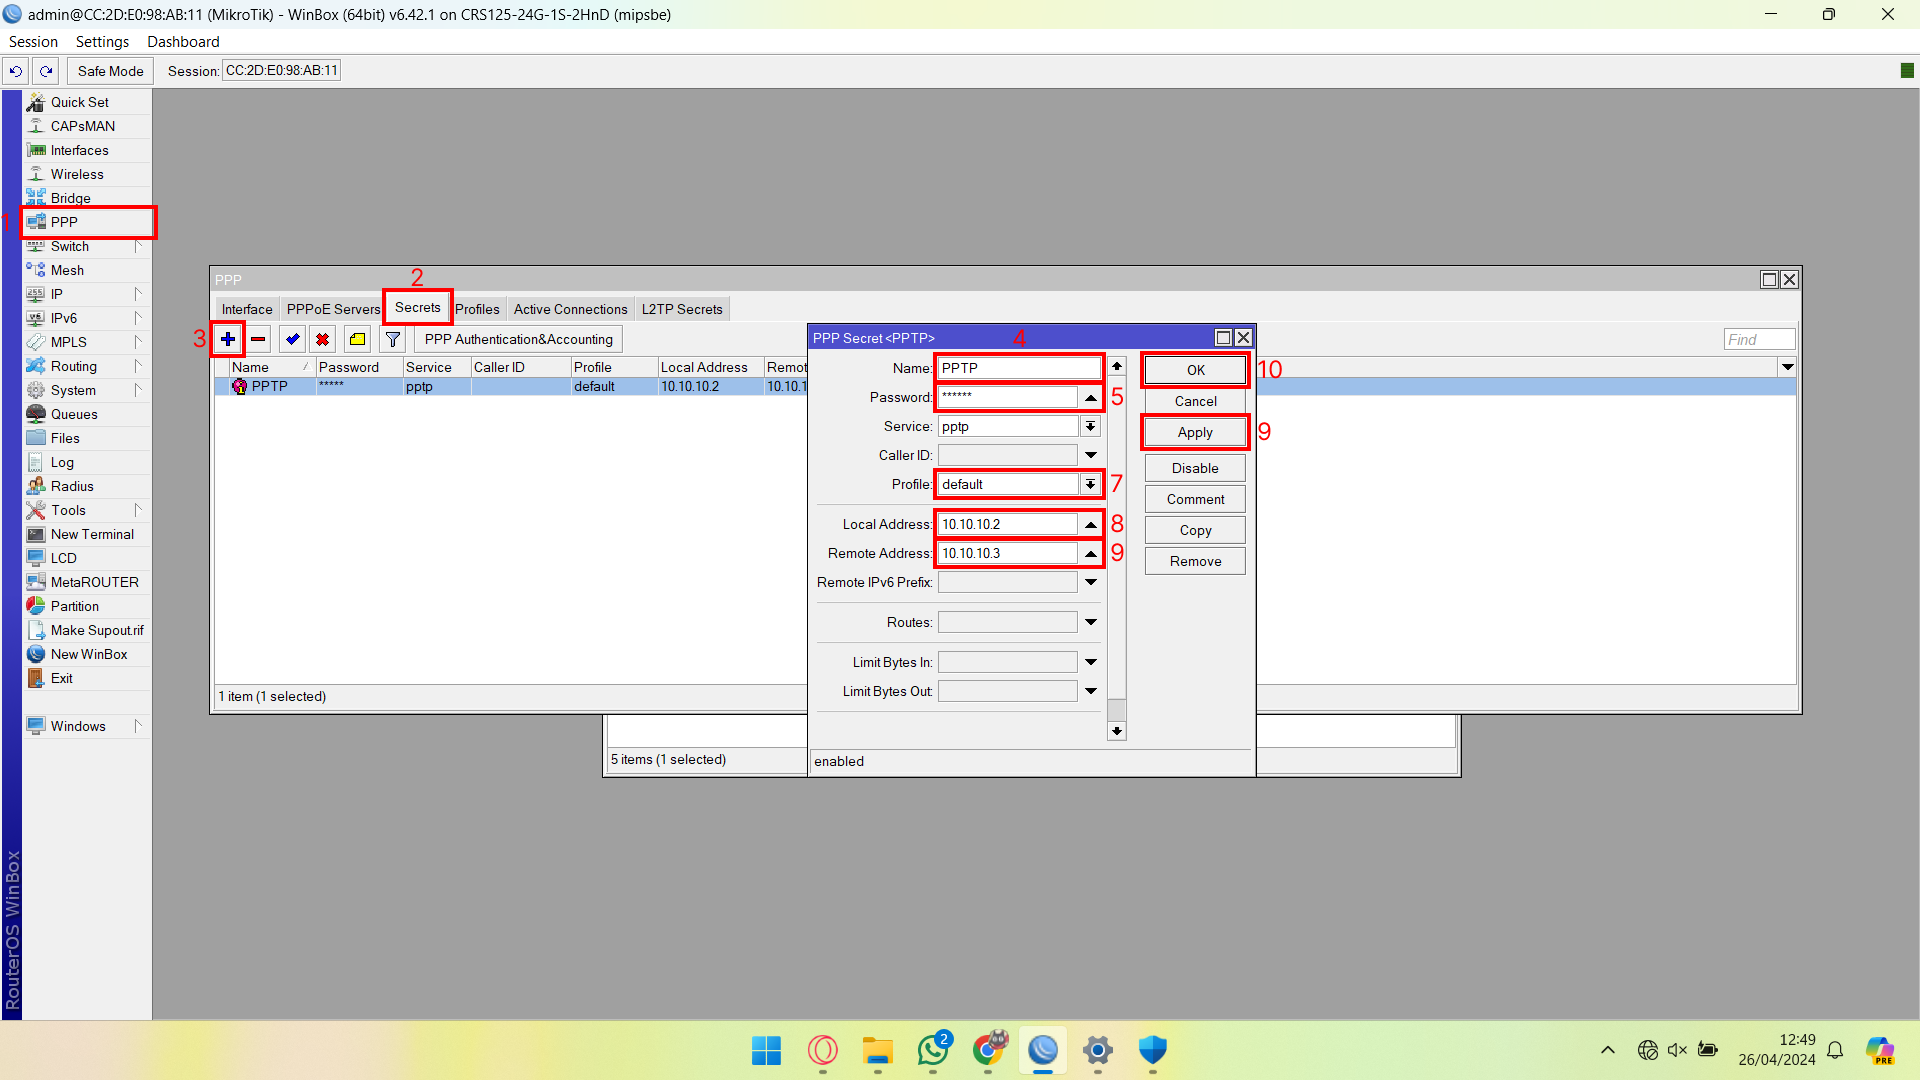 admin@CC:2D:E0:98:AB:11 (MikroTik) - WinBox (64bit) v6.42.1 on CRS125-24G-1S-2HnD (mipsbe)
Session Settings Dashboard
Safe Mode Session: CC:2D:E0:98:AB:11
Quick Set
CAPsMAN
Interfaces
Wireless
Bridge
1 PPP
Switch
Mesh
IP
IPv6
MPLS
Routing
System
Queues
Files
Log
Radius
Tools
New Terminal
LCD
MetaROUTER
Partition
Make Supout.rif
New WinBox
Exit
Windows
RouterOS WinBox
PPP
2
Interface PPPoE Servers Secrets Profiles Active Connections L2TP Secrets
3 PPP Authentication&Accounting Find
Name Password Service Caller ID Profile Local Address Remot
PPTP ***** pptp default 10.10.10.2 10.10.1
1 item (1 selected)
5 items (1 selected)
PPP Secret <PPTP> 4
Name: PPTP
Password: ****** 5
Service: pptp
Caller ID:
Profile: default 7
Local Address: 10.10.10.2 8
Remote Address: 10.10.10.3 9
Remote IPv6 Prefix:
Routes:
Limit Bytes In:
Limit Bytes Out:
enabled
OK 10
Cancel
Apply 9
Disable
Comment
Copy
Remove
2
12:49
26/04/2024
PRE